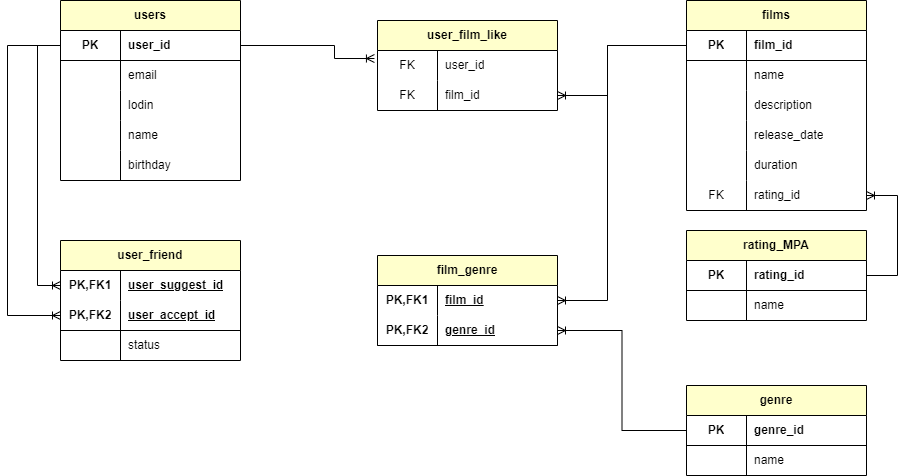 users
PK user_id
email
lodin
name
birthday
user_friend
PK,FK1 user_suggest_id
PK,FK2 user_accept_id
status
user_film_like
FK user_id
FK film_id
film_genre
PK,FK1 film_id
PK,FK2 genre_id
films
PK film_id
name
description
release_date
duration
FK rating_id
rating_MPA
PK rating_id
name
genre
PK genre_id
name